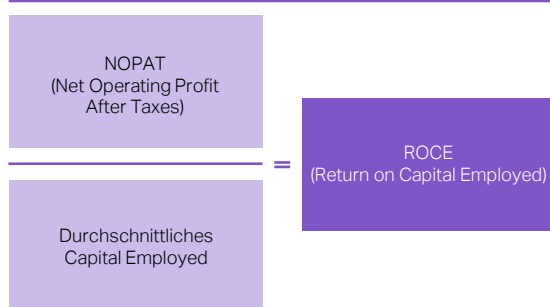 NOPAT
(Net Operating Profit
After Taxes)
=
ROCE
(Return on Capital Employed)
Durchschnittliches
Capital Employed